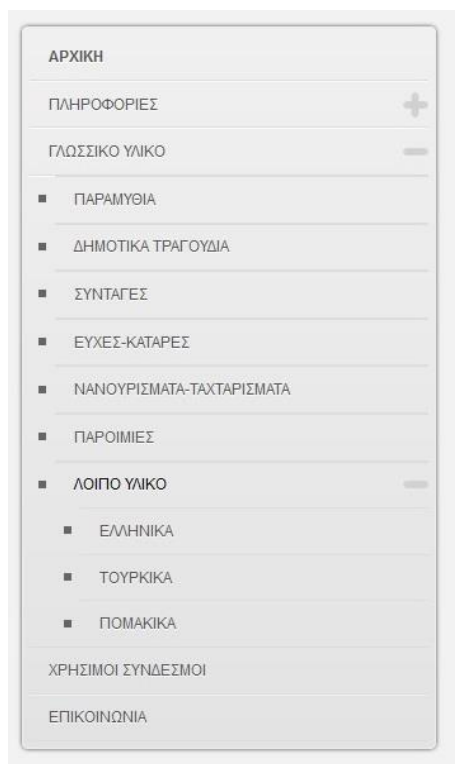 ΑΡΧΙΚΗ
ΠΛΗΡΟΦΟΡΙΕΣ
ΓΛΩΣΣΙΚΟ ΥΛΙΚΟ
ΠΑΡΑΜΥΘΙΑ
ΔΗΜΟΤΙΚΑ ΤΡΑΓΟΥΔΙΑ
ΣΥΝΤΑΓΕΣ
ΕΥΧΕΣ-ΚΑΤΑΡΕΣ
ΝΑΝΟΥΡΙΣΜΑΤΑ-ΤΑΧΤΑΡΙΣΜΑΤΑ
ΠΑΡΟΙΜΙΕΣ
ΛΟΙΠΟ ΥΛΙΚΟ
ΕΛΛΗΝΙΚΑ
ΤΟΥΡΚΙΚΑ
ΠΟΜΑΚΙΚΑ
ΧΡΗΣΙΜΟΙ ΣΥΝΔΕΣΜΟΙ
ΕΠΙΚΟΙΝΩΝΙΑ